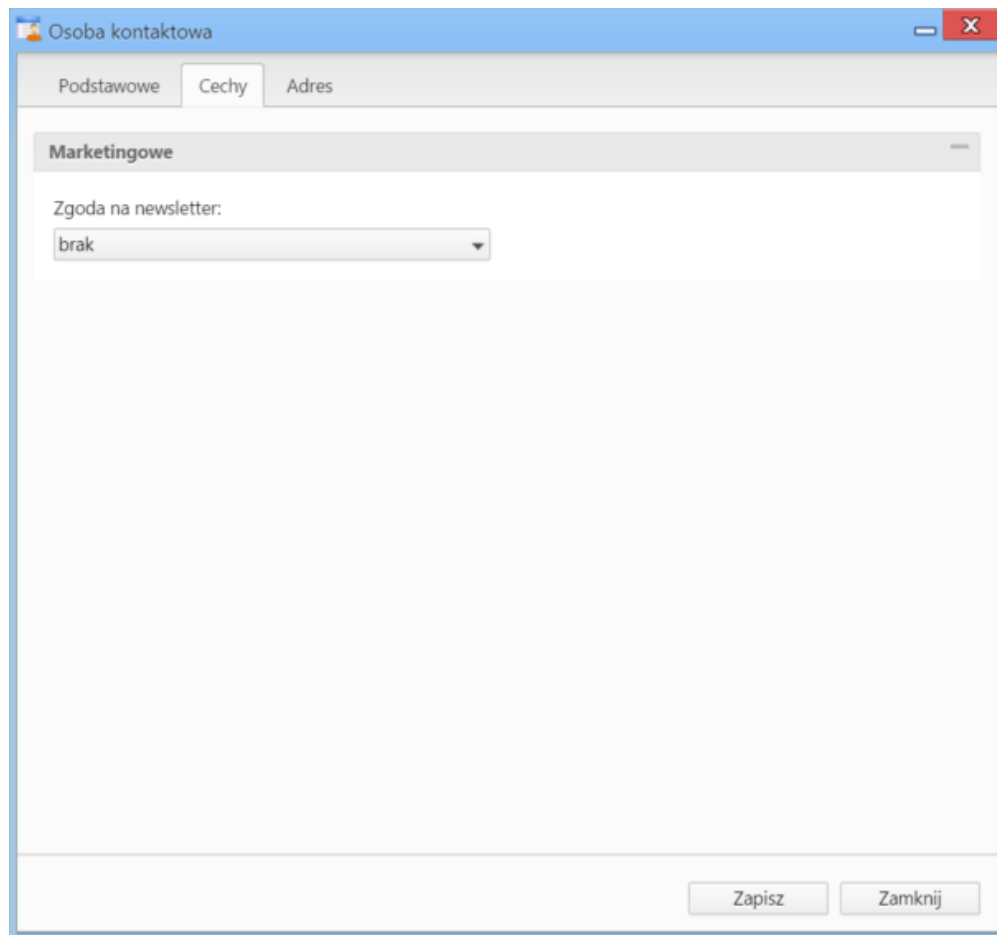 Osoba kontaktowa
Podstawowe Cechy Adres
Marketingowe
Zgoda na newsletter:
brak
Zapisz Zamknij